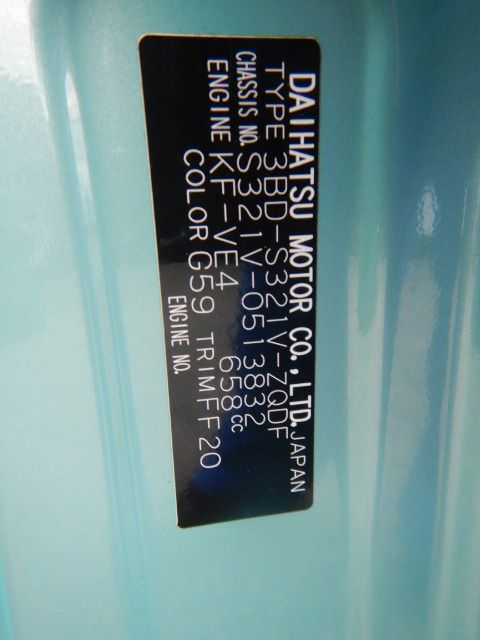 DAIHATSU MOTOR CO., LTD. JAPAN
TYPE 3BD-S321V-ZQDF
CHASSIS NO. S321V-0513832
ENGINE KF-VE4 658cc
COLOR G59 TRIM FF20
ENGINE NO.